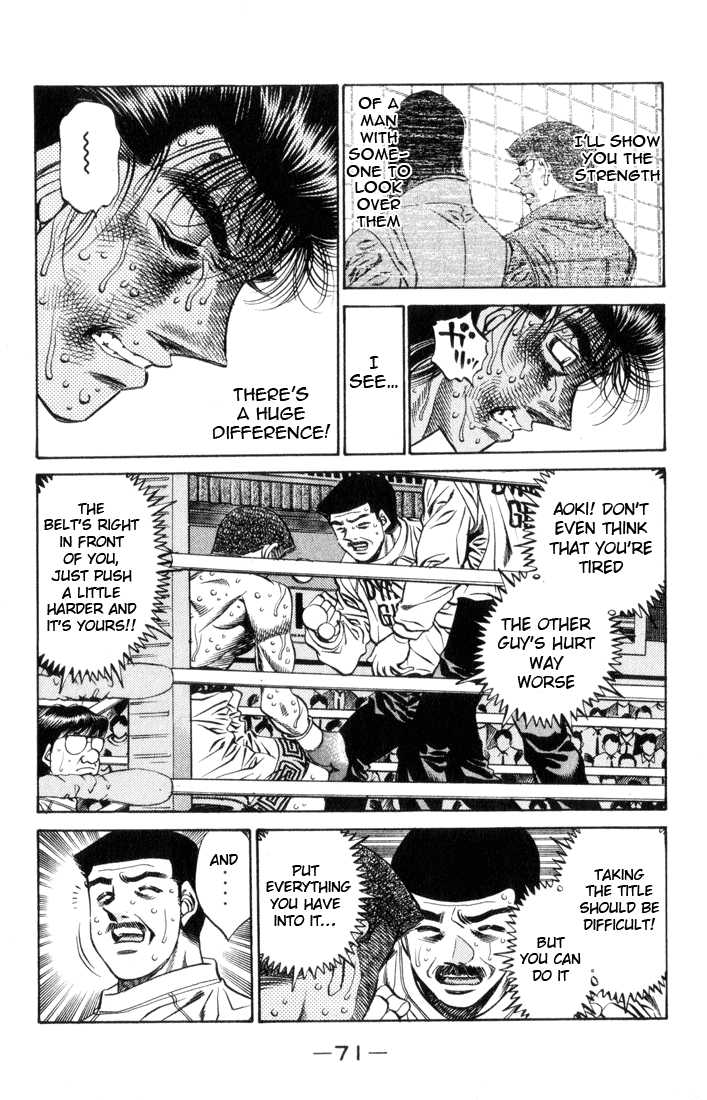 I'LL SHOW
YOU THE
STRENGTH
OF A
MAN
WITH
SOME-
ONE TO
LOOK
OVER
THEM
ガッ
I
SEE...
THERE'S
A HUGE
DIFFERENCE!
AOKI! DON'T
EVEN THINK
THAT YOU'RE
TIRED
THE OTHER
GUY'S HURT
WAY
WORSE
THE
BELT'S RIGHT
IN FRONT
OF YOU,
JUST PUSH
A LITTLE
HARDER AND
IT'S YOURS!!
TAKING
THE TITLE
SHOULD BE
DIFFICULT!
BUT
YOU CAN
DO IT
PUT
EVERYTHING
YOU HAVE
INTO IT...
AND
....
—71—